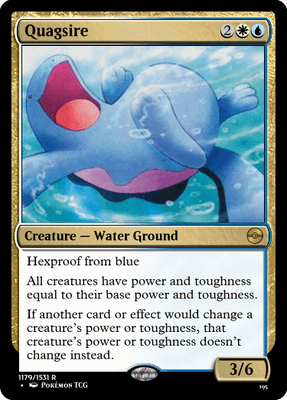 Quagsire 2
Creature — Water Ground
Hexproof from blue
All creatures have power and toughness
equal to their base power and toughness.
If another card or effect would change a
creature's power or toughness, that
creature's power or toughness doesn't
change instead.
3/6
1179/1531 R
• Pokémon TCG